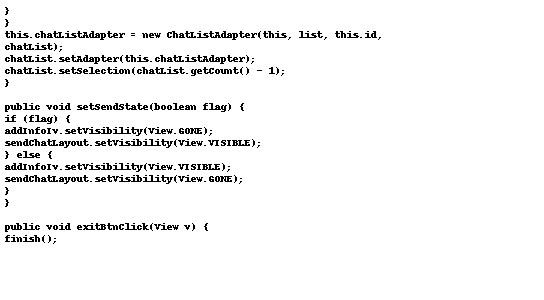 }
}
this.chatListAdapter = new ChatListAdapter(this, list, this.id,
chatList);
chatList.setAdapter(this.chatListAdapter);
chatList.setSelection(chatList.getCount() - 1);
}
public void setSendState(boolean flag) {
if (flag) {
addInfoIv.setVisibility(View.GONE);
sendChatLayout.setVisibility(View.VISIBLE);
} else {
addInfoIv.setVisibility(View.VISIBLE);
sendChatLayout.setVisibility(View.GONE);
}
}
public void exitBtnClick(View v) {
finish();